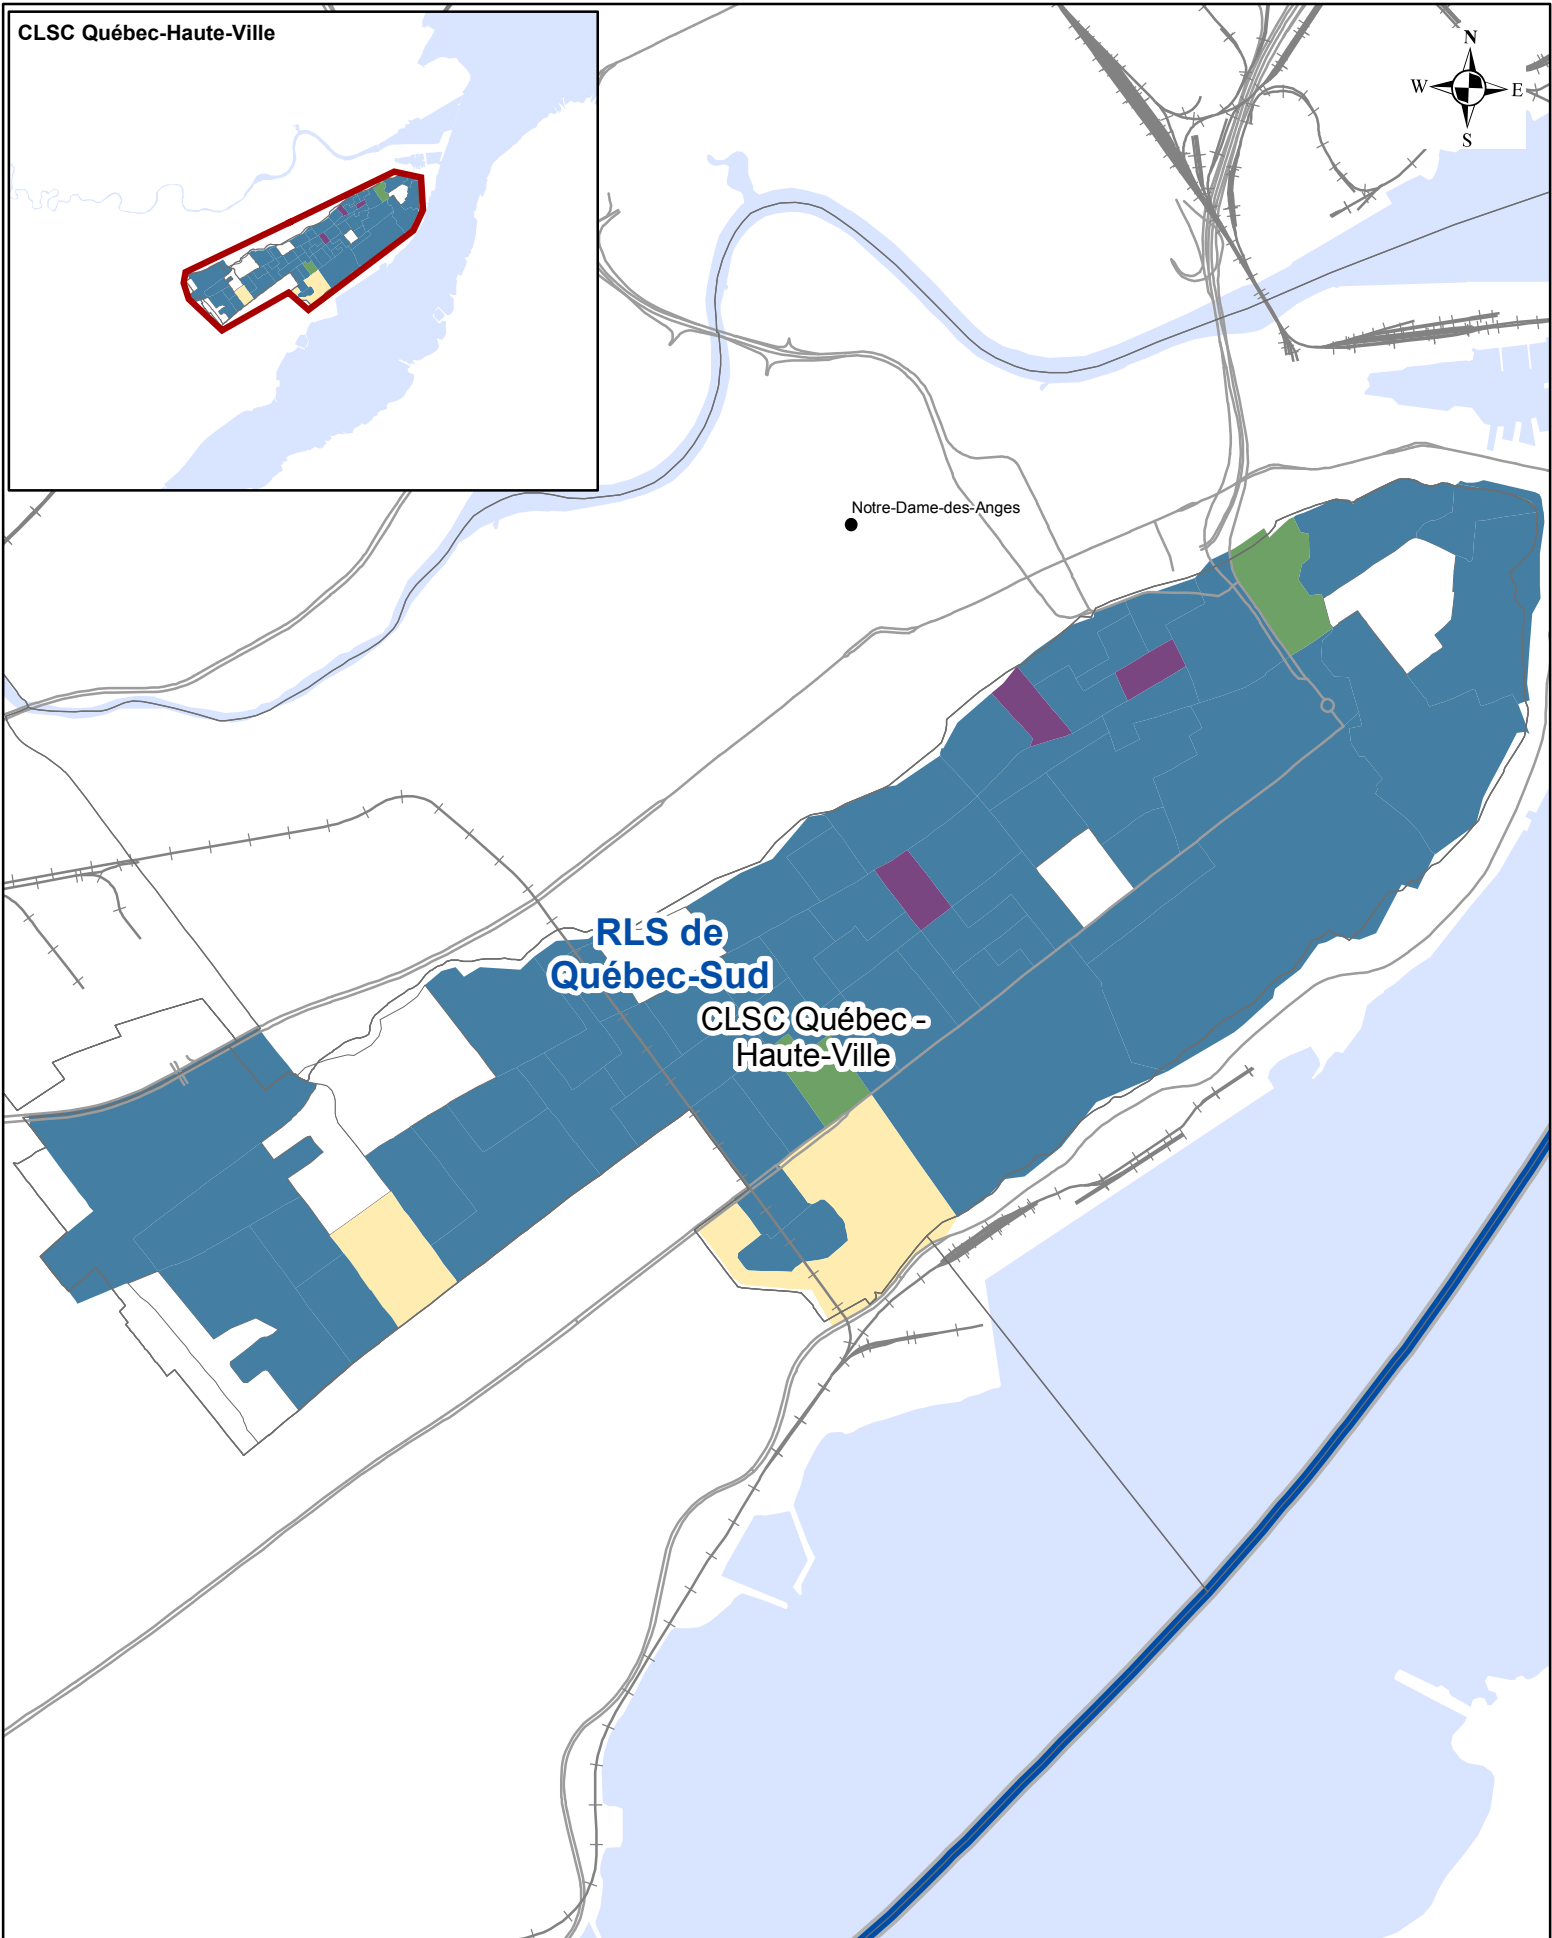 CLSC Québec-Haute-Ville
N
W E
S
Notre-Dame-des-Anges
RLS de
Québec-Sud
CLSC Québec -
Haute-Ville